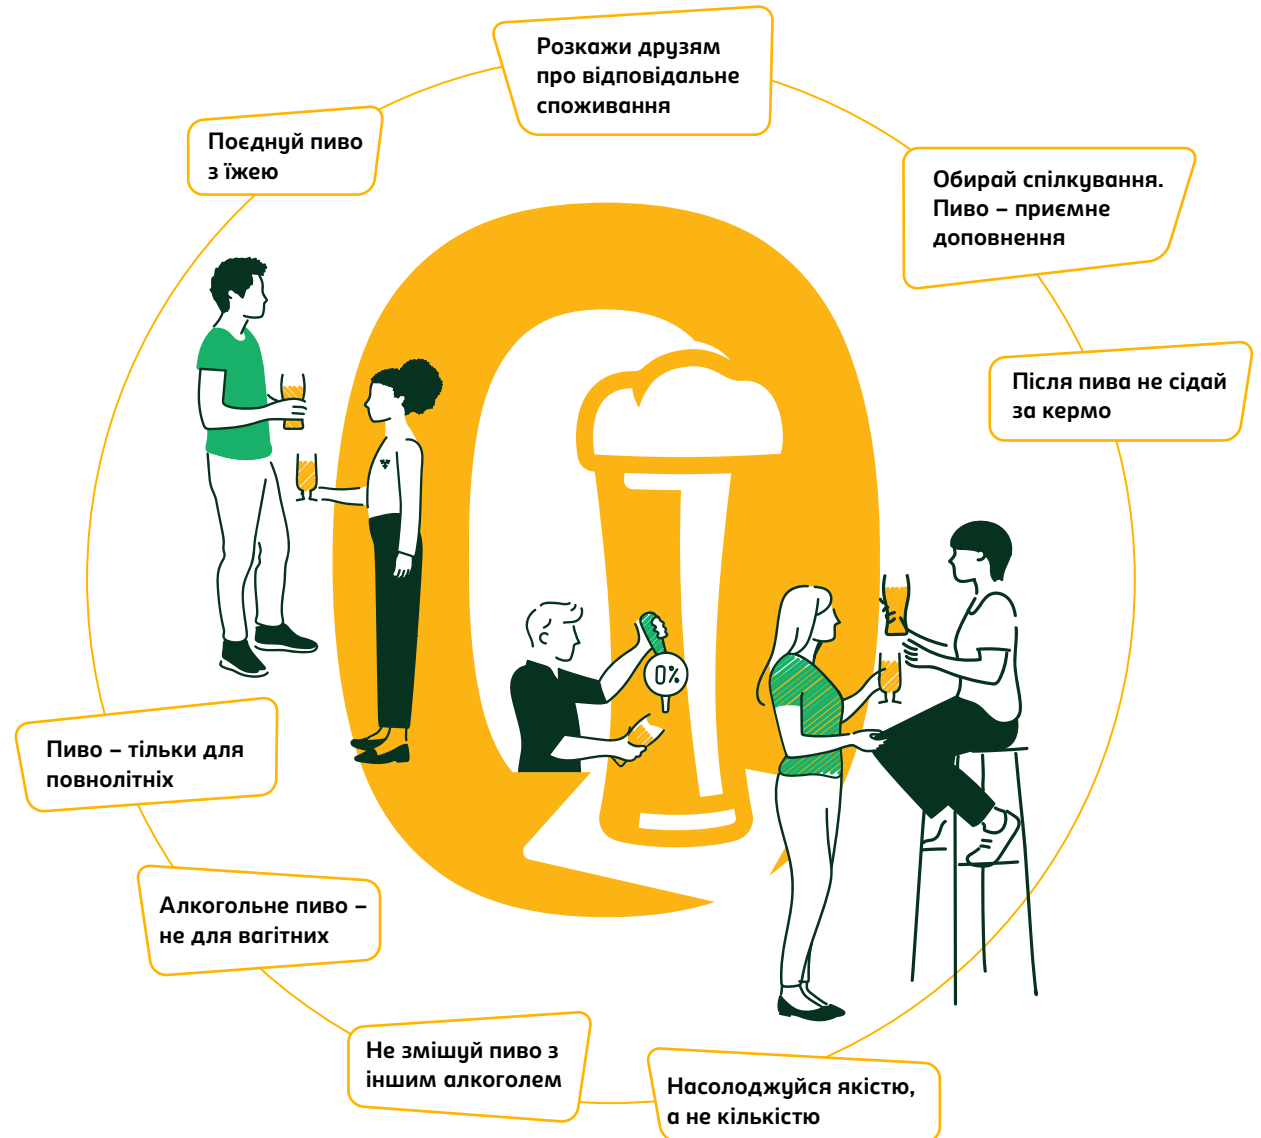 Розкажи друзям
про відповідальне
споживання
Поєднуй пиво
з їжею
Обирай спілкування.
Пиво – приємне
доповнення
Після пива не сідай
за кермо
0%
Пиво – тільки для
повнолітніх
Алкогольне пиво –
не для вагітних
Не змішуй пиво з
іншим алкоголем
Насолоджуйся якістю,
а не кількістю